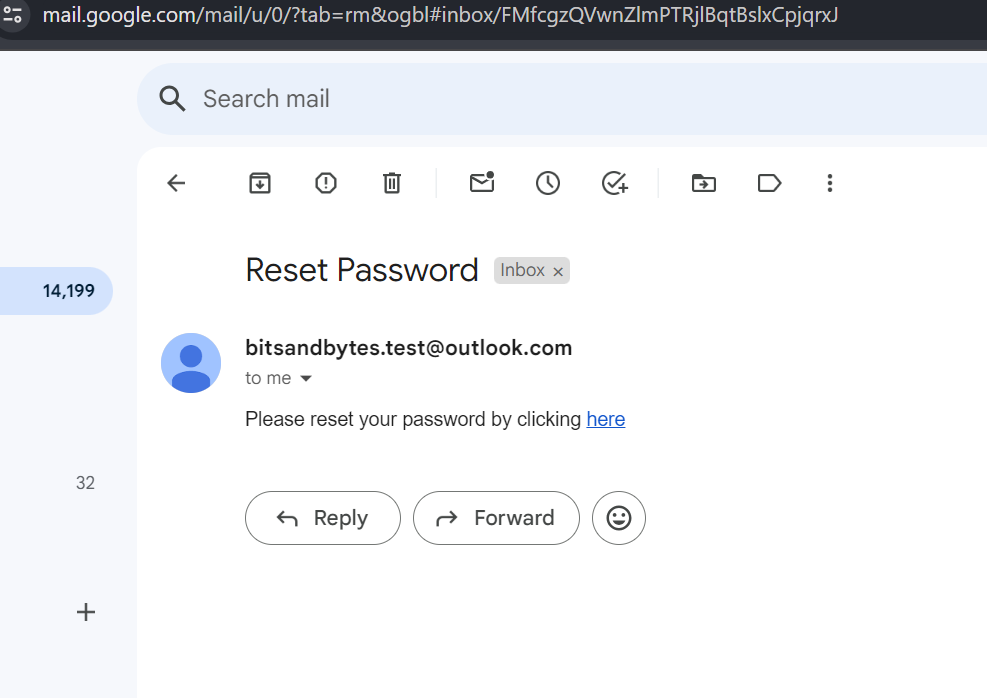 mail.google.com/mail/u/0/?tab=rm&ogbl#inbox/FMfcgzQVwnZlmPTRjlBqtBslxCpjqrxJ
Search mail
Reset Password Inbox ×
14,199
bitsandbytes.test@outlook.com
to me
Please reset your password by clicking here
32
Reply Forward